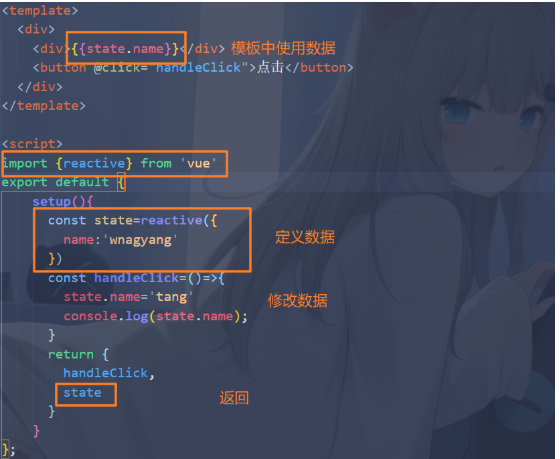 <template>
<div>
<div>{{state.name}}</div> 模板中使用数据
<button @click="handleClick">点击</button>
</div>
</template>
<script>
import {reactive} from 'vue'
export default {
setup(){
const state=reactive({
name:'wnagyang'
定义数据
})
const handleClick=()=>{
state.name='tang' 修改数据
console.log(state.name);
}
return {
handleClick,
state 返回
}
}
};